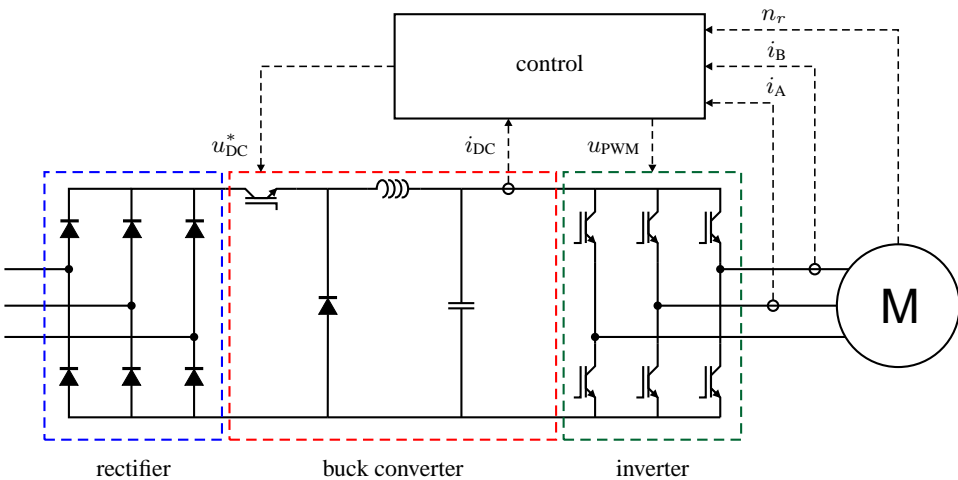 n_r
control
i_B
i_A
u*_DC
i_DC
u_PWM
M
rectifier
buck converter
inverter